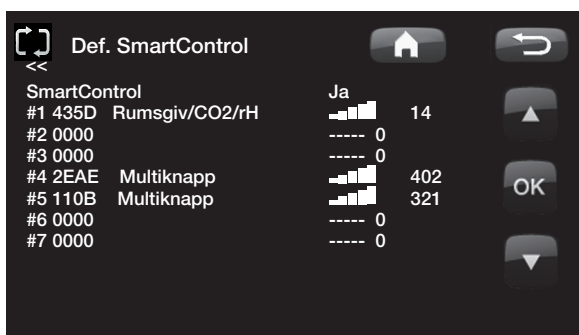 Def. SmartControl
<<
SmartControl Ja
#1 435D Rumsgiv/CO2/rH 14
#2 0000 ----- 0
#3 0000 ----- 0
#4 2EAE Multiknapp 402
#5 110B Multiknapp 321
#6 0000 ----- 0
#7 0000 ----- 0
OK